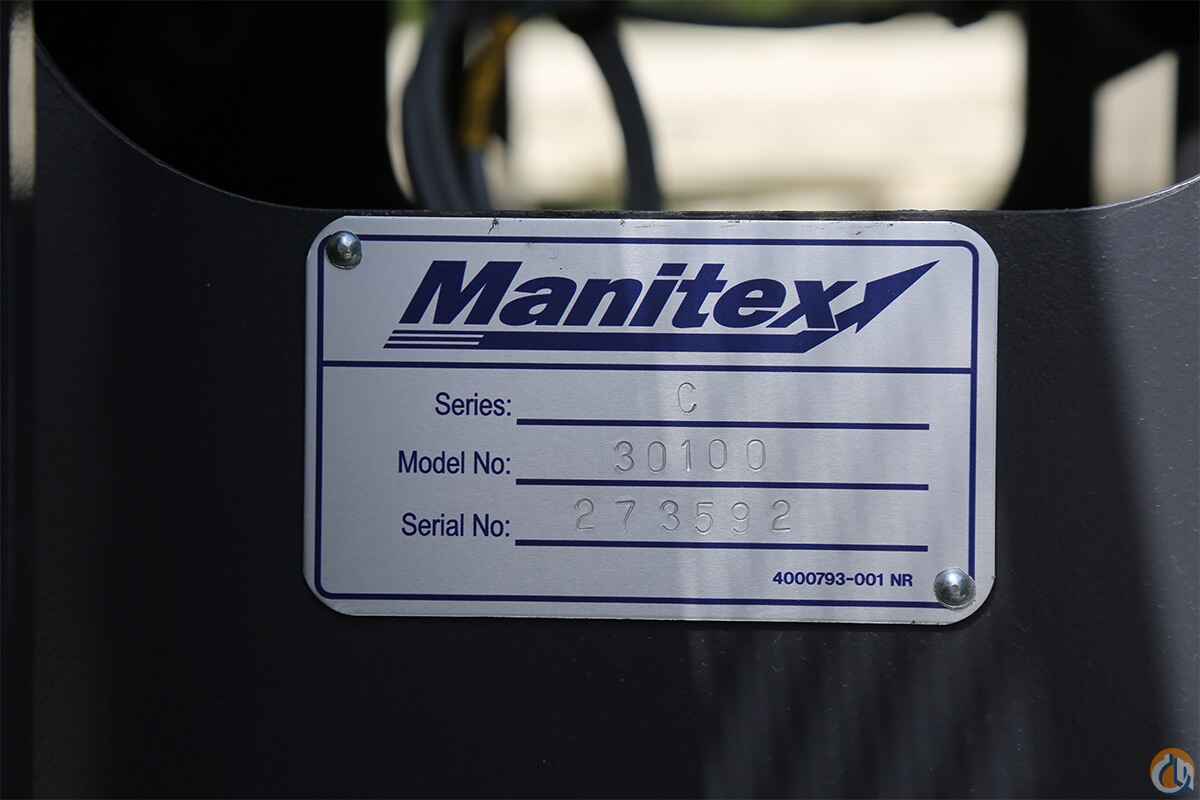 Manitex
Series: C
Model No: 30100
Serial No: 273592
4000793-001 NR